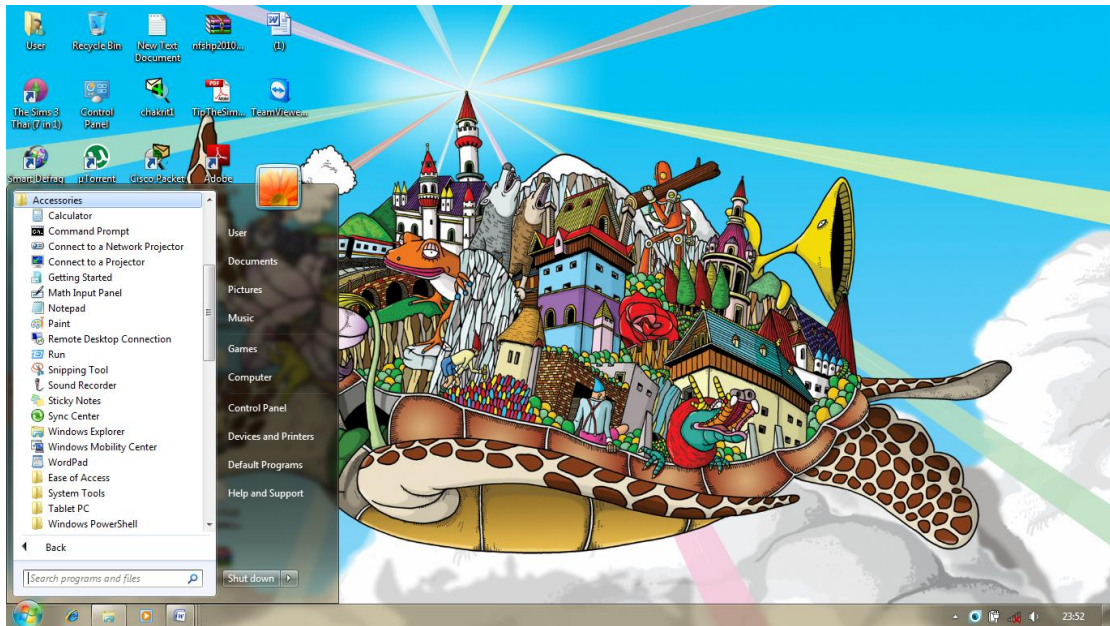 User
Recycle Bin
New Text
Document
nfshp2010...
(1)
The Sims 3
Thai (7 in 1)
Control
Panel
chakrit1
TipTheSim...
TeamViewe...
Smart Defrag
µTorrent
Cisco Packet
Adobe
Accessories
Calculator
Command Prompt
Connect to a Network Projector
Connect to a Projector
Getting Started
Math Input Panel
Notepad
Paint
Remote Desktop Connection
Run
Snipping Tool
Sound Recorder
Sticky Notes
Sync Center
Windows Explorer
Windows Mobility Center
WordPad
Ease of Access
System Tools
Tablet PC
Windows PowerShell
Back
Search programs and files
User
Documents
Pictures
Music
Games
Computer
Control Panel
Devices and Printers
Default Programs
Help and Support
Shut down
23:52